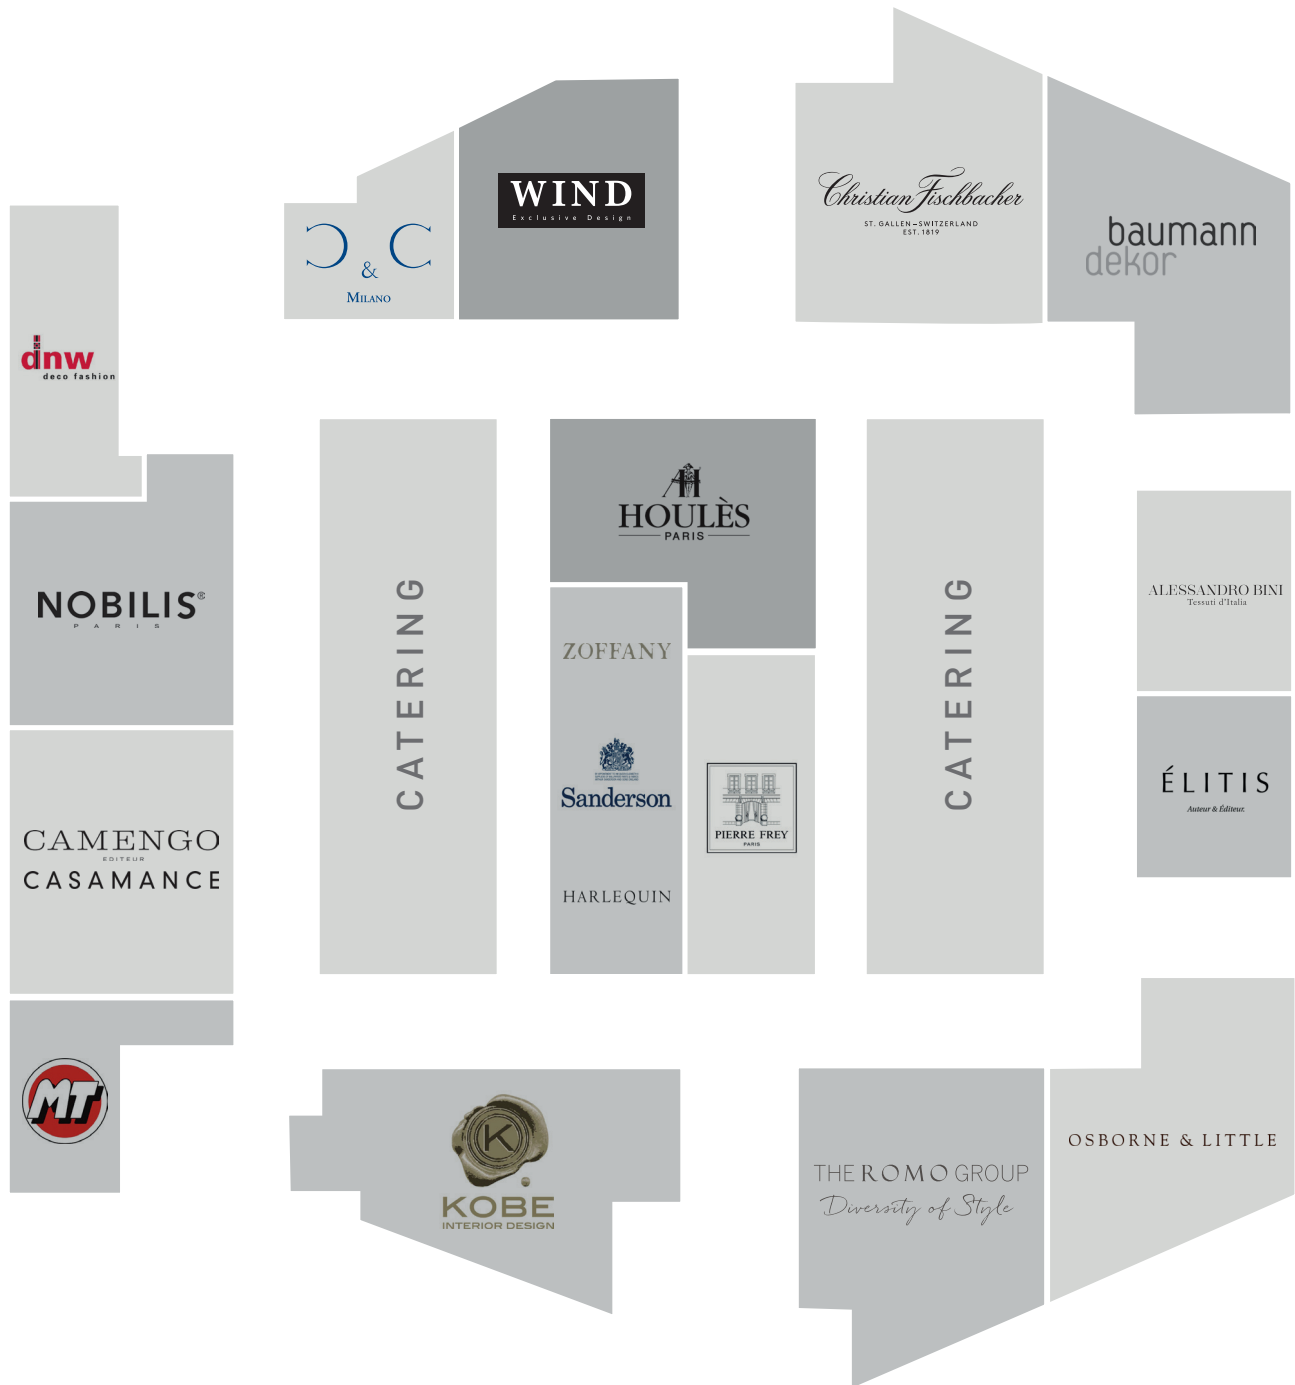 Christian Fischbacher
ST. GALLEN – SWITZERLAND
EST. 1819
WIND
Exclusive Design
C & C
MILANO
baumann
dekor
dnw
deco fashion
HOULÈS
PARIS
NOBILIS®
PARIS
CATERING
CATERING
ALESSANDRO BINI
Tessuti d'Italia
ZOFFANY
Sanderson
HARLEQUIN
PIERRE FREY
PARIS
ÉLITIS
Auteur & Éditeur.
CAMENGO
EDITEUR
CASAMANCE
MT
K
KOBE
INTERIOR DESIGN
THE ROMO GROUP
Diversity of Style
OSBORNE & LITTLE